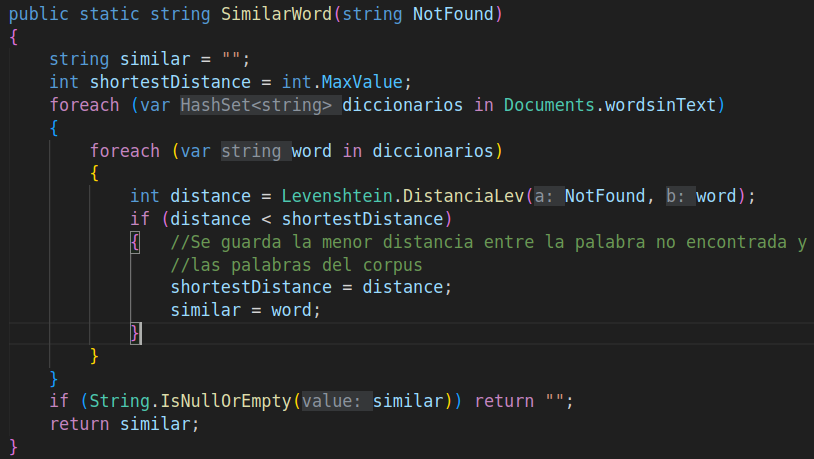 public static string SimilarWord(string NotFound)
{
    string similar = "";
    int shortestDistance = int.MaxValue;
    foreach (var HashSet<string> diccionarios in Documents.wordsinText)
    {
        foreach (var string word in diccionarios)
        {
            int distance = Levenshtein.DistanciaLev(a: NotFound, b: word);
            if (distance < shortestDistance)
            {   //Se guarda la menor distancia entre la palabra no encontrada y
                //las palabras del corpus
                shortestDistance = distance;
                similar = word;
            }
        }
    }
    if (String.IsNullOrEmpty(value: similar)) return "";
    return similar;
}